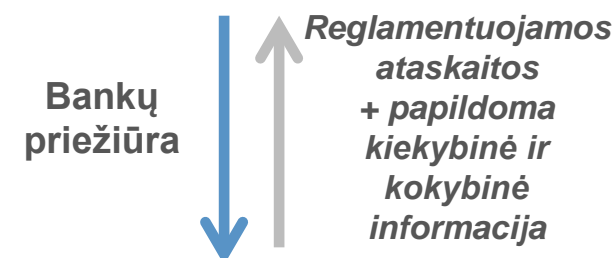 Bankų
priežiūra
Reglamentuojamos
ataskaitos
+ papildoma
kiekybinė ir
kokybinė
informacija